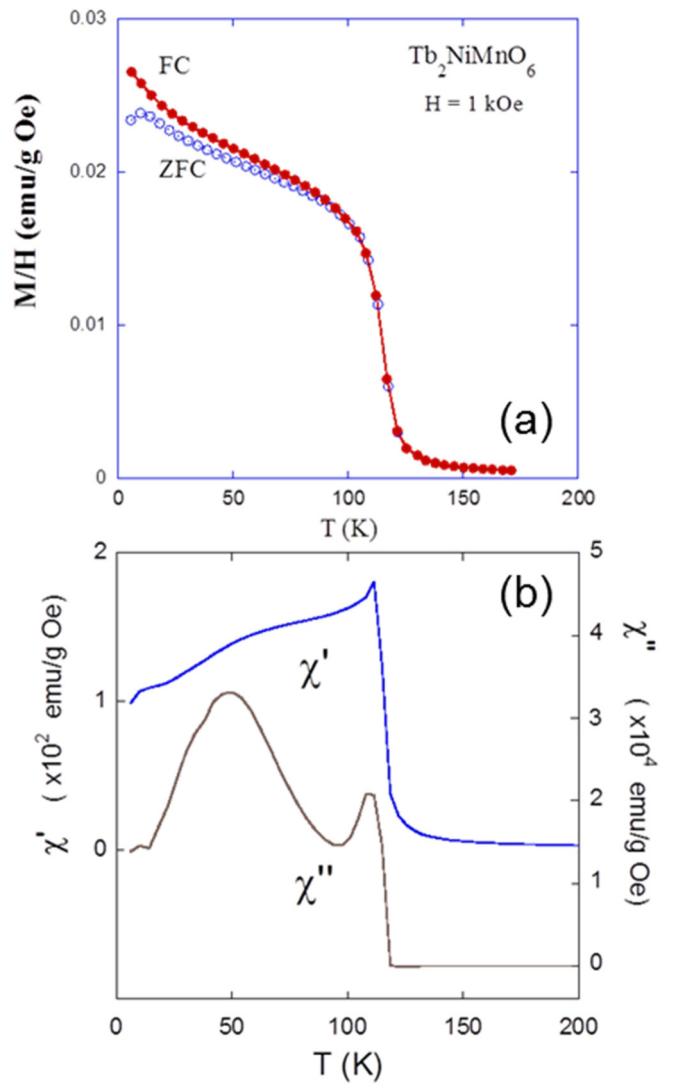 0.03
FC
Tb₂NiMnO₆
H = 1 kOe
0.02
ZFC
M/H (emu/g Oe)
0.01
(a)
0
0 50 100 150 200
T (K)
2 5
(b)
4
χ'
1 3
χ' ( x10² emu/g Oe)
χ" ( x10⁴ emu/g Oe)
2
0
χ"
1
0
0 50 100 150 200
T (K)